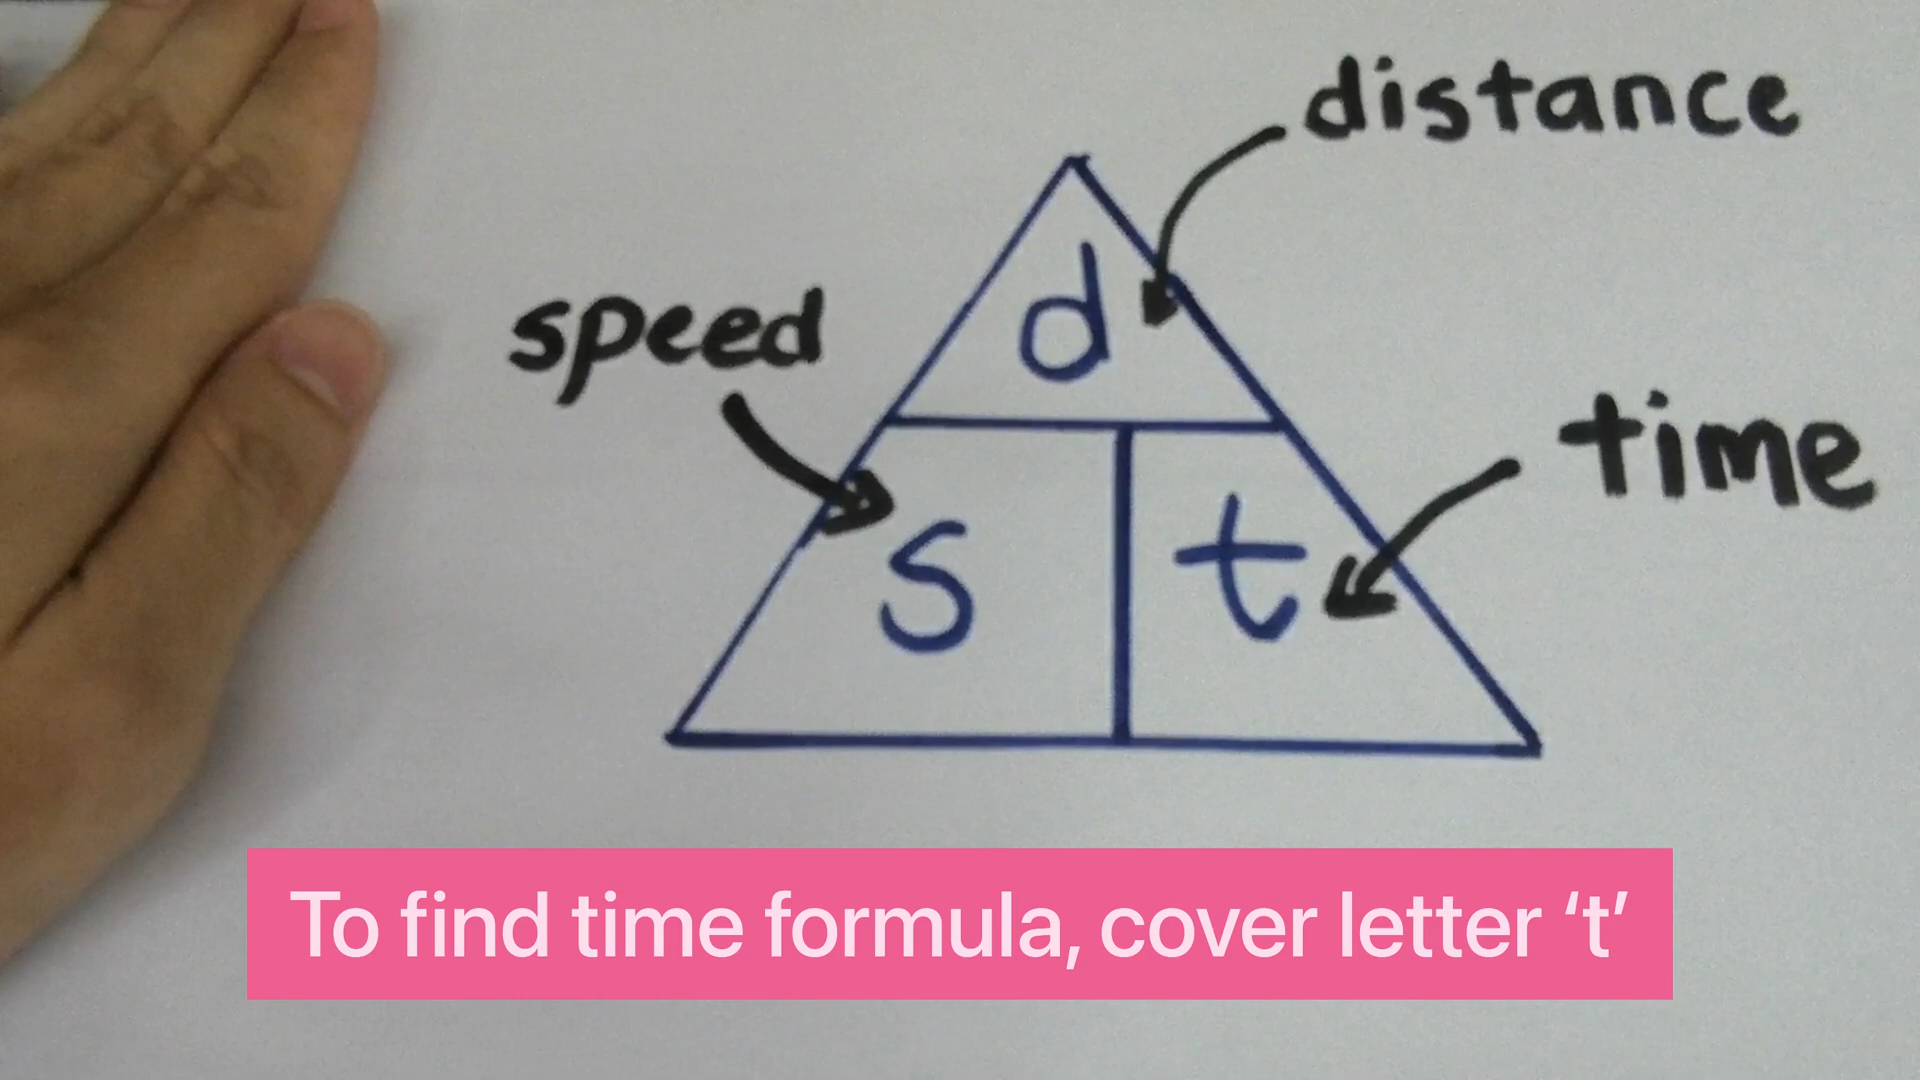 distance
speed
d
time
s t
To find time formula, cover letter ‘t’